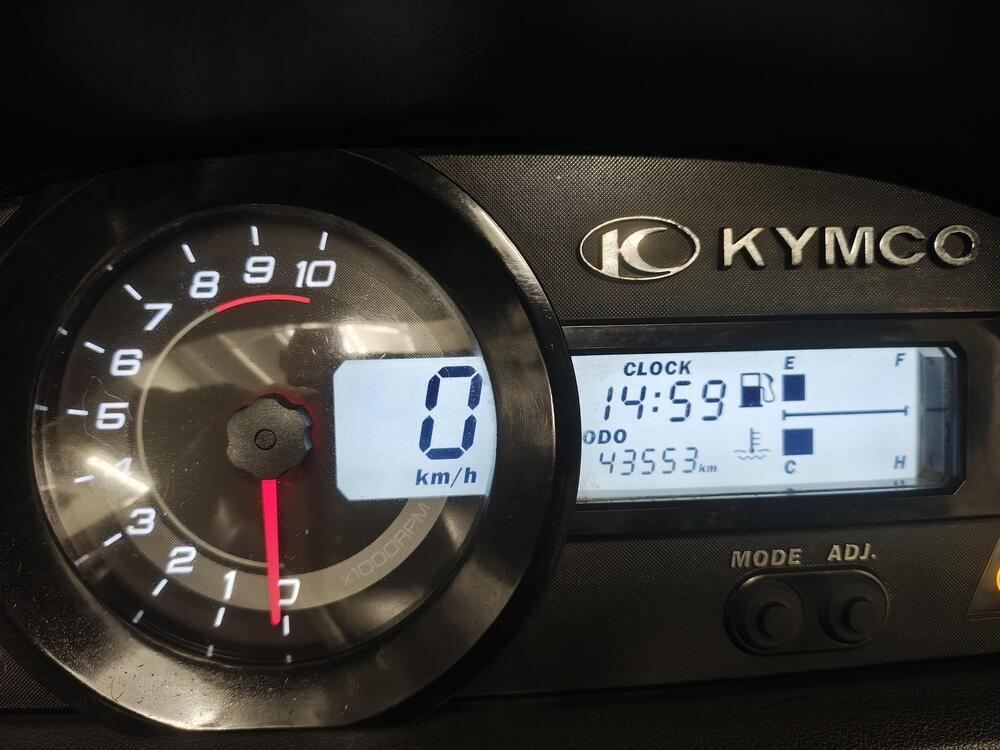 KYMCO
10
9
8
7
6
5
4
3
2
1
0
x1000RPM
0
km/h
CLOCK
14:59
ODO
43553 km
E F
C H
MODE ADJ.